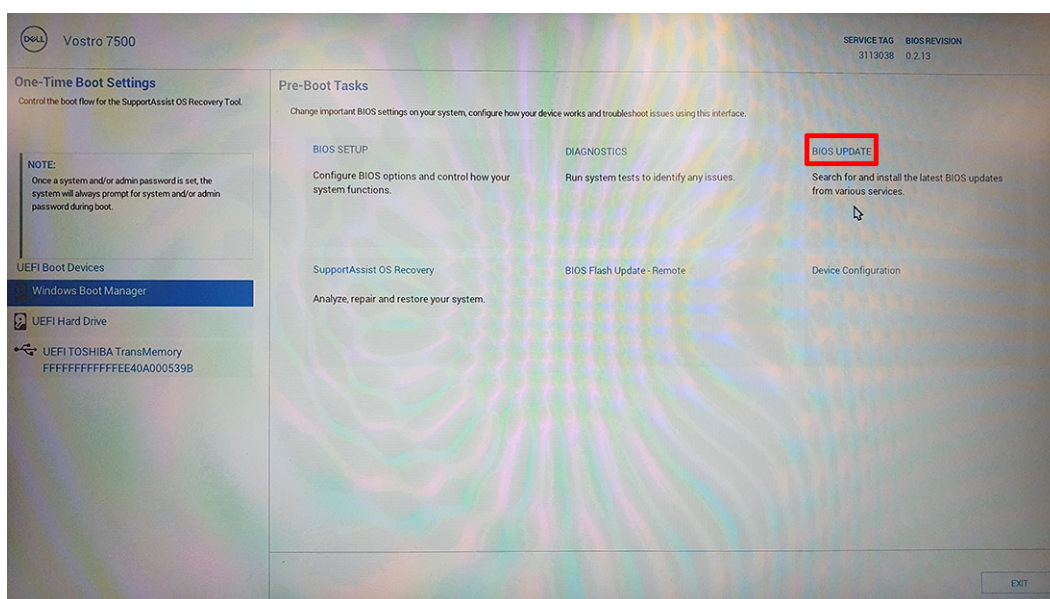 DELL
Vostro 7500
SERVICE TAG BIOS REVISION
3113038 0.2.13
One-Time Boot Settings
Control the boot flow for the SupportAssist OS Recovery Tool.
NOTE:
Once a system and/or admin password is set, the
system will always prompt for system and/or admin
password during boot.
UEFI Boot Devices
Windows Boot Manager
UEFI Hard Drive
UEFI TOSHIBA TransMemory
FFFFFFFFFFFFEE40A000539B
Pre-Boot Tasks
Change important BIOS settings on your system, configure how your device works and troubleshoot issues using this interface.
BIOS SETUP
Configure BIOS options and control how your
system functions.
DIAGNOSTICS
Run system tests to identify any issues.
BIOS UPDATE
Search for and install the latest BIOS updates
from various services.
SupportAssist OS Recovery
Analyze, repair and restore your system.
BIOS Flash Update - Remote
Device Configuration
EXIT